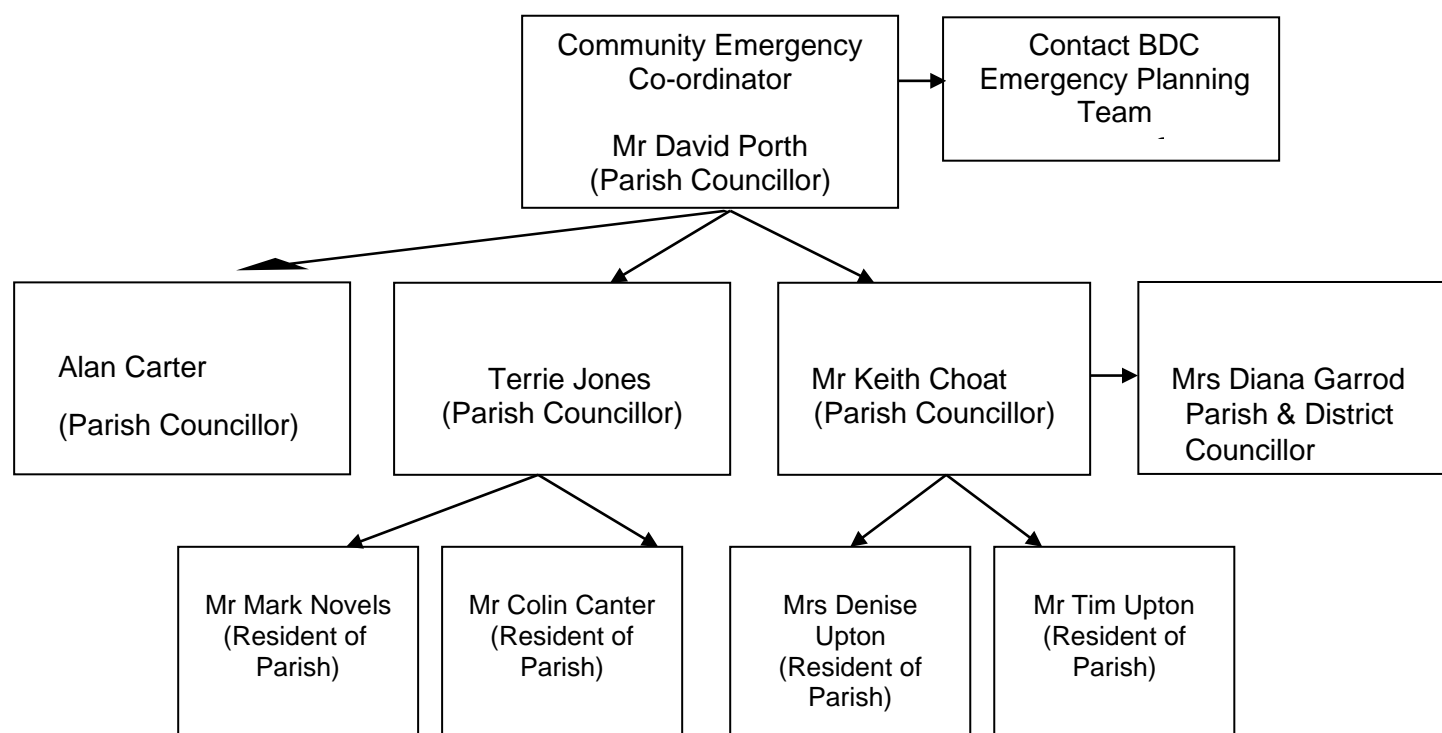 Community Emergency
Co-ordinator
Mr David Porth
(Parish Councillor)
Contact BDC
Emergency Planning
Team
Alan Carter
(Parish Councillor)
Terrie Jones
(Parish Councillor)
Mr Keith Choat
(Parish Councillor)
Mrs Diana Garrod
Parish & District
Councillor
Mr Mark Novels
(Resident of
Parish)
Mr Colin Canter
(Resident of
Parish)
Mrs Denise
Upton
(Resident of
Parish)
Mr Tim Upton
(Resident of
Parish)